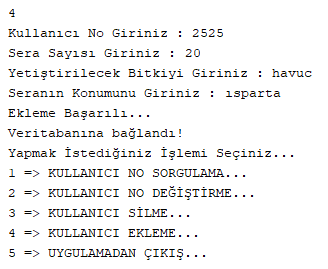 4
Kullanıcı No Giriniz : 2525
Sera Sayısı Giriniz : 20
Yetiştirilecek Bitkiyi Giriniz : havuc
Seranın Konumunu Giriniz : ısparta
Ekleme Başarılı...
Veritabanına bağlandı!
Yapmak İstediğiniz İşlemi Seçiniz...
1 => KULLANICI NO SORGULAMA...
2 => KULLANICI NO DEĞİŞTİRME...
3 => KULLANICI SİLME...
4 => KULLANICI EKLEME...
5 => UYGULAMADAN ÇIKIŞ...